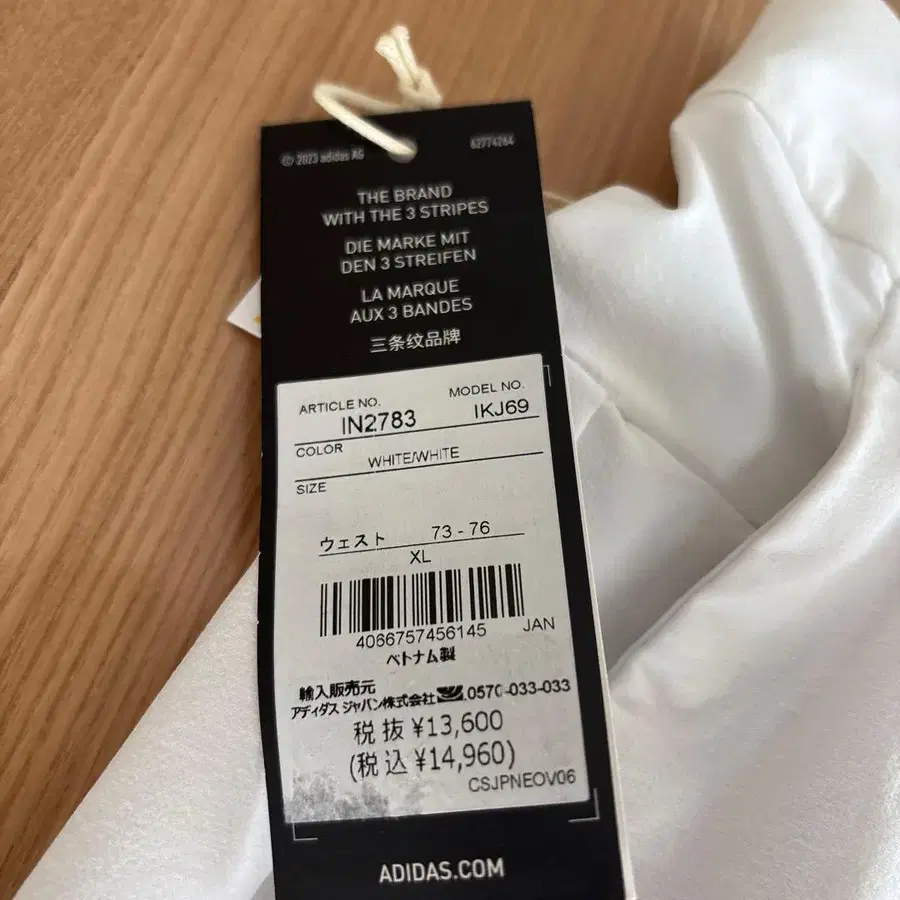 © 2023 adidas AG 62774264
THE BRAND
WITH THE 3 STRIPES
DIE MARKE MIT
DEN 3 STREIFEN
LA MARQUE
AUX 3 BANDES
三条纹品牌
ARTICLE NO. MODEL NO.
IN2783 IKJ69
COLOR
WHITE/WHITE
SIZE
ウェスト 73 - 76
XL
4066757456145 JAN
ベトナム製
輸入販売元
アディダス ジャパン株式会社 .0570-033-033
税抜 ¥13,600
(税込 ¥14,960)
CSJPNEOV06
ADIDAS.COM